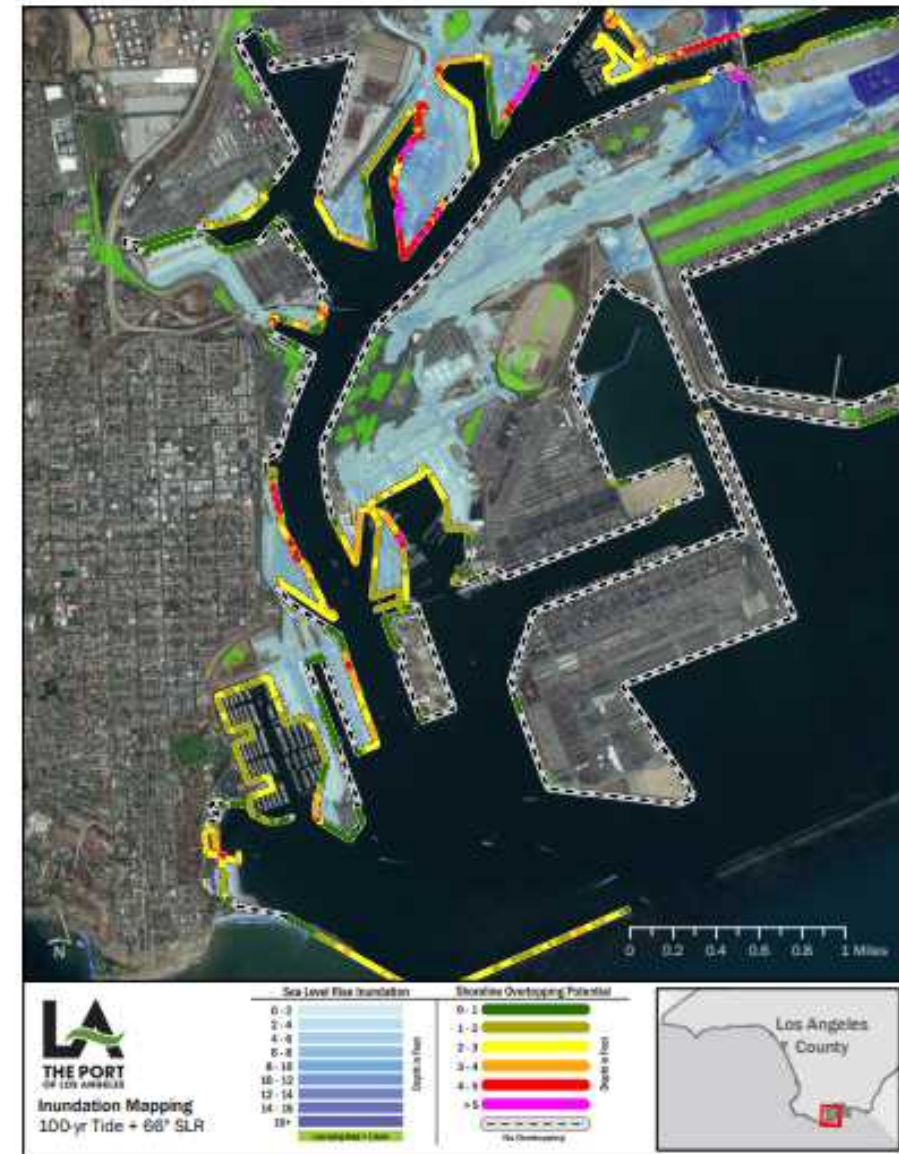 N
0 0.2 0.4 0.6 0.8 1 Miles
LA
THE PORT
OF LOS ANGELES
Inundation Mapping
100-yr Tide + 66" SLR
Sea Level Rise Inundation
0 - 2
2 - 4
4 - 6
6 - 8
8 - 10
10 - 12
12 - 14
14 - 16
16+
Depth in Feet
Shoreline Overtopping Potential
0 - 1
1 - 2
2 - 3
3 - 4
4 - 5
> 5
Depth in Feet
No Overtopping
Los Angeles
County